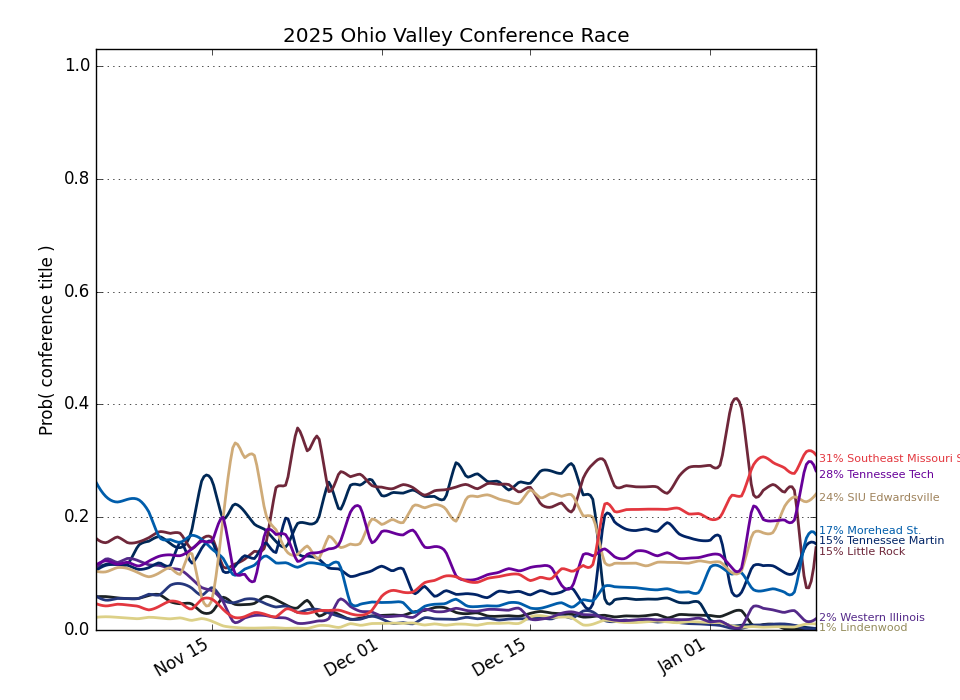 2025 Ohio Valley Conference Race
Prob( conference title )
1.0
0.8
0.6
0.4
0.2
0.0
Nov 15
Dec 01
Dec 15
Jan 01
31% Southeast Missouri S
28% Tennessee Tech
24% SIU Edwardsville
17% Morehead St.
15% Tennessee Martin
15% Little Rock
2% Western Illinois
1% Lindenwood